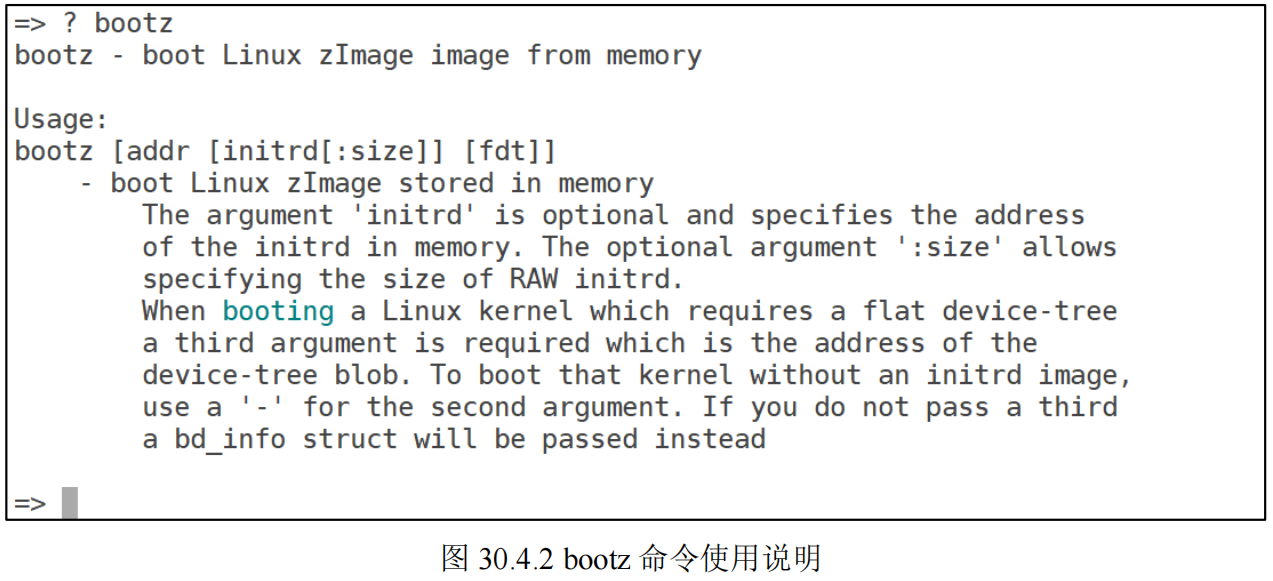 => ? bootz
bootz - boot Linux zImage image from memory
Usage:
bootz [addr [initrd[:size]] [fdt]]
- boot Linux zImage stored in memory
The argument 'initrd' is optional and specifies the address
of the initrd in memory. The optional argument ':size' allows
specifying the size of RAW initrd.
When booting a Linux kernel which requires a flat device-tree
a third argument is required which is the address of the
device-tree blob. To boot that kernel without an initrd image,
use a '-' for the second argument. If you do not pass a third
a bd_info struct will be passed instead
=>
图 30.4.2 bootz 命令使用说明